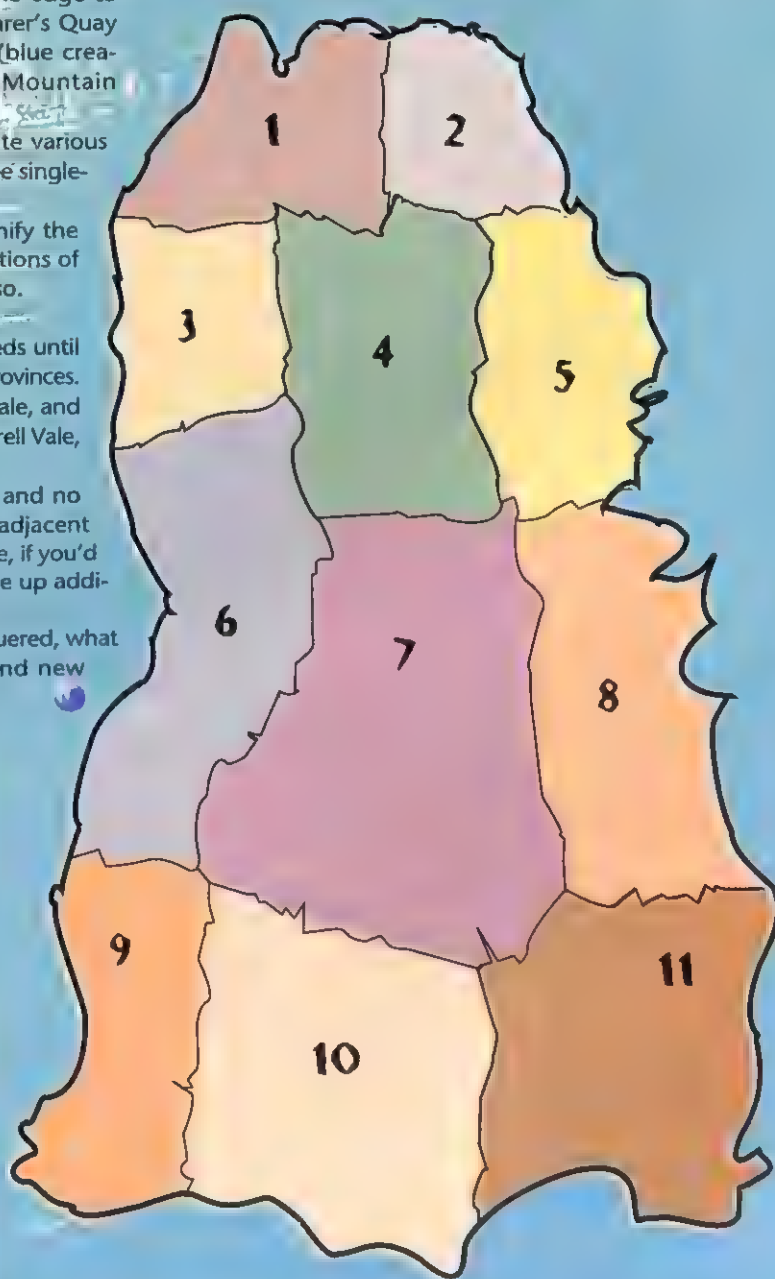 arer's Quay
(blue crea-
Mountain
te various
e single-
nify the
tions of
so.
eds until
rovinces.
ale, and
rell Vale,
and no
adjacent
e, if you'd
e up addi-
uered, what
nd new
1
2
3
4
5
6
7
8
9
10
11